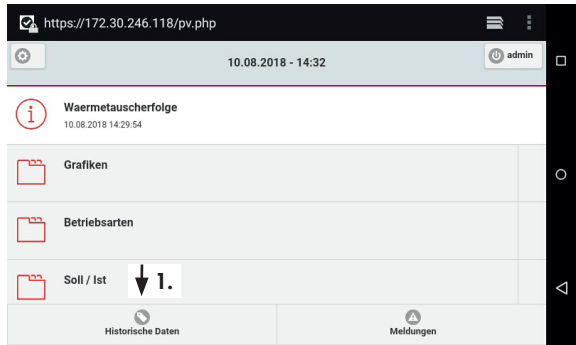 https://172.30.246.118/pv.php
10.08.2018 - 14:32
admin
Waermetauscherfolge
10.08.2018 14:29:54
Grafiken
Betriebsarten
Soll / Ist
1.
Historische Daten
Meldungen